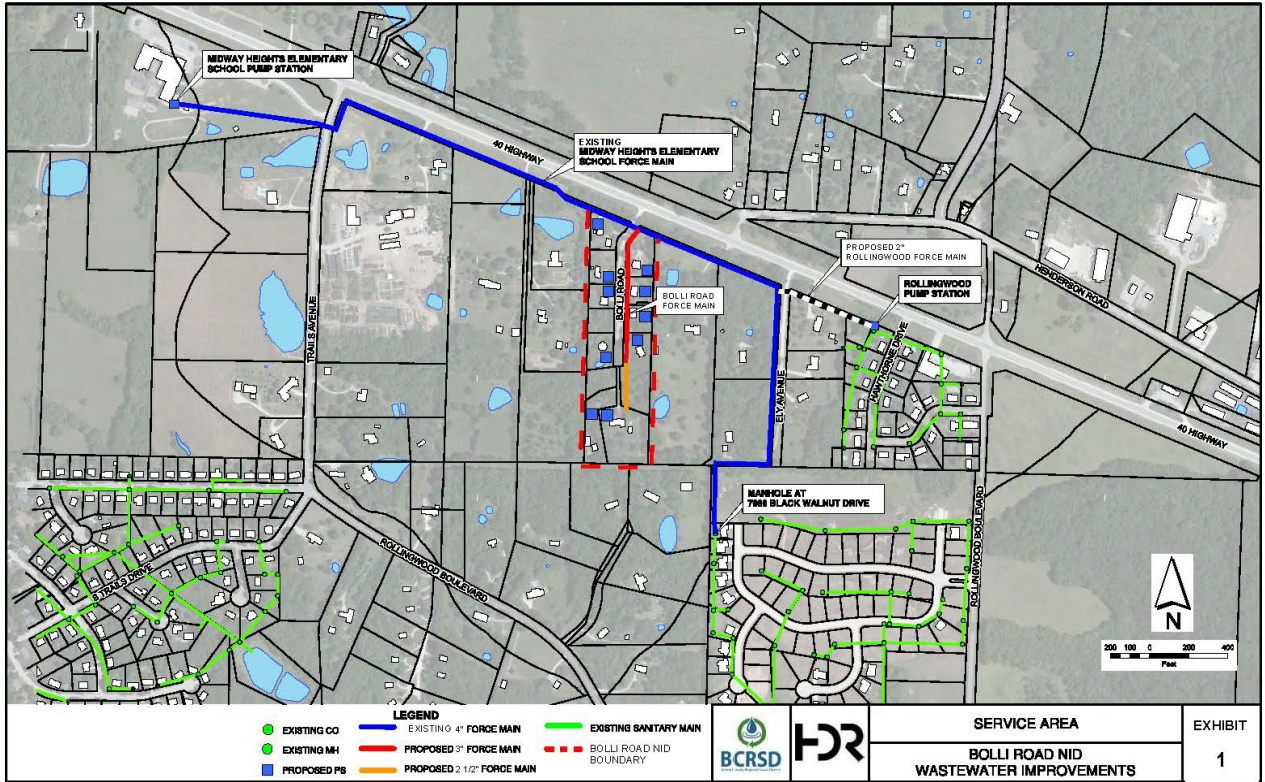 MIDWAY HEIGHTS ELEMENTARY
SCHOOL PUMP STATION
EXISTING
MIDWAY HEIGHTS ELEMENTARY
SCHOOL FORCE MAIN
40 HIGHWAY
PROPOSED 2"
ROLLINGWOOD FORCE MAIN
ROLLINGWOOD
PUMP STATION
HENDERSON ROAD
BOLLI ROAD
BOLLI ROAD
FORCE MAIN
TRAILS AVENUE
ELY AVENUE
HAWTHORNE DRIVE
40 HIGHWAY
MANHOLE AT
7999 BLACK WALNUT DRIVE
ROLLINGWOOD BOULEVARD
ROLLINGWOOD BOULEVARD
S TRAILS DRIVE
N
200 100 0 200 400
Feet
LEGEND
EXISTING CO
EXISTING MH
PROPOSED PS
EXISTING 4" FORCE MAIN
PROPOSED 3" FORCE MAIN
PROPOSED 2 1/2" FORCE MAIN
EXISTING SANITARY MAIN
BOLLI ROAD NID
BOUNDARY
BCRSD
HDR
SERVICE AREA
BOLLI ROAD NID
WASTEWATER IMPROVEMENTS
EXHIBIT
1